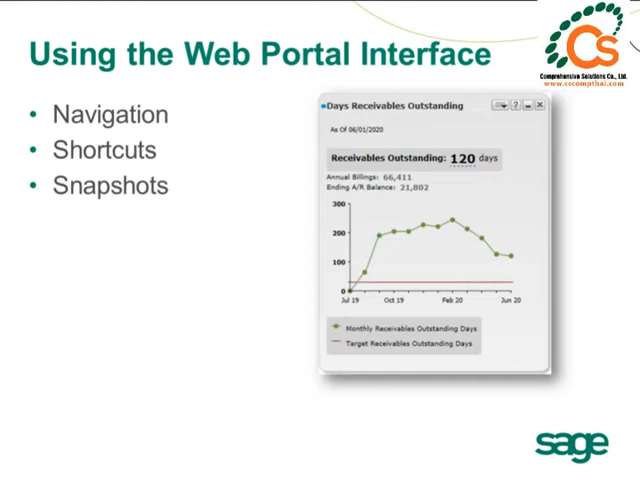 Using the Web Portal Interface
CS
Comprehensive Solutions Co., Ltd.
www.cscompthai.com
• Navigation
• Shortcuts
• Snapshots
Days Receivables Outstanding
As Of 06/01/2020
Receivables Outstanding: 120 days
Annual Billings: 66,411
Ending A/R Balance: 21,802
300
200
100
0
Jul 19 Oct 19 Feb 20 Jun 20
Monthly Receivables Outstanding Days
Target Receivables Outstanding Days
sage